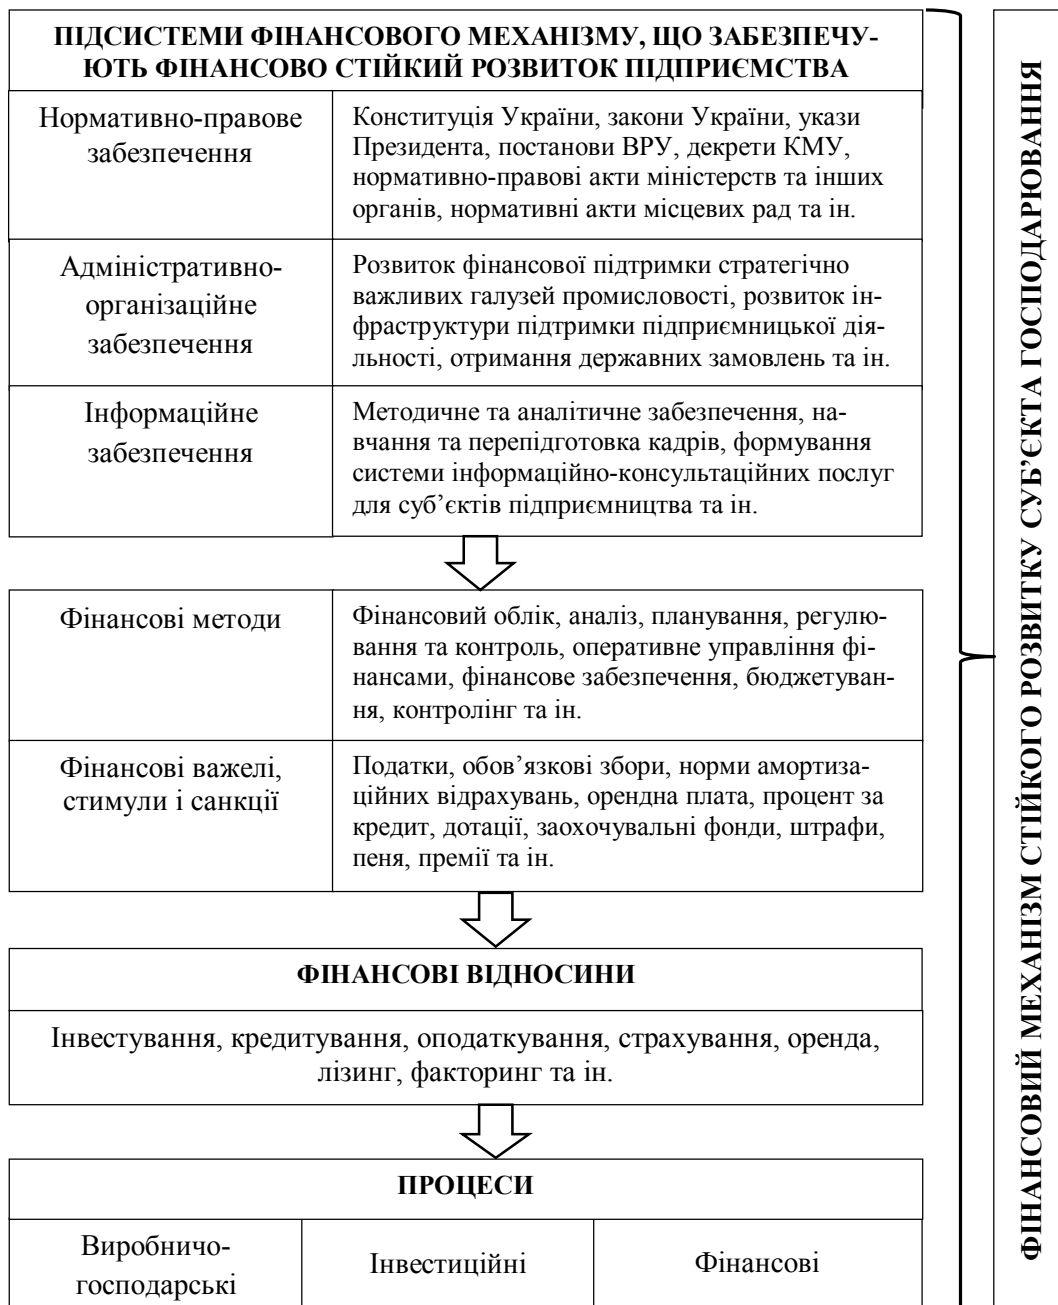 ПІДСИСТЕМИ ФІНАНСОВОГО МЕХАНІЗМУ, ЩО ЗАБЕЗПЕЧУ-
ЮТЬ ФІНАНСОВО СТІЙКИЙ РОЗВИТОК ПІДПРИЄМСТВА
Нормативно-правове
забезпечення
Конституція України, закони України, укази
Президента, постанови ВРУ, декрети КМУ,
нормативно-правові акти міністерств та інших
органів, нормативні акти місцевих рад та ін.
Адміністративно-
організаційне
забезпечення
Розвиток фінансової підтримки стратегічно
важливих галузей промисловості, розвиток ін-
фраструктури підтримки підприємницької дія-
льності, отримання державних замовлень та ін.
Інформаційне
забезпечення
Методичне та аналітичне забезпечення, на-
вчання та перепідготовка кадрів, формування
системи інформаційно-консультаційних послуг
для суб’єктів підприємництва та ін.
Фінансові методи
Фінансовий облік, аналіз, планування, регулю-
вання та контроль, оперативне управління фі-
нансами, фінансове забезпечення, бюджетуван-
ня, контролінг та ін.
Фінансові важелі,
стимули і санкції
Податки, обов’язкові збори, норми амортиза-
ційних відрахувань, орендна плата, процент за
кредит, дотації, заохочувальні фонди, штрафи,
пеня, премії та ін.
ФІНАНСОВІ ВІДНОСИНИ
Інвестування, кредитування, оподаткування, страхування, оренда,
лізинг, факторинг та ін.
ПРОЦЕСИ
Виробничо-
господарські
Інвестиційні
Фінансові
ФІНАНСОВИЙ МЕХАНІЗМ СТІЙКОГО РОЗВИТКУ СУБ’ЄКТА ГОСПОДАРЮВАННЯ